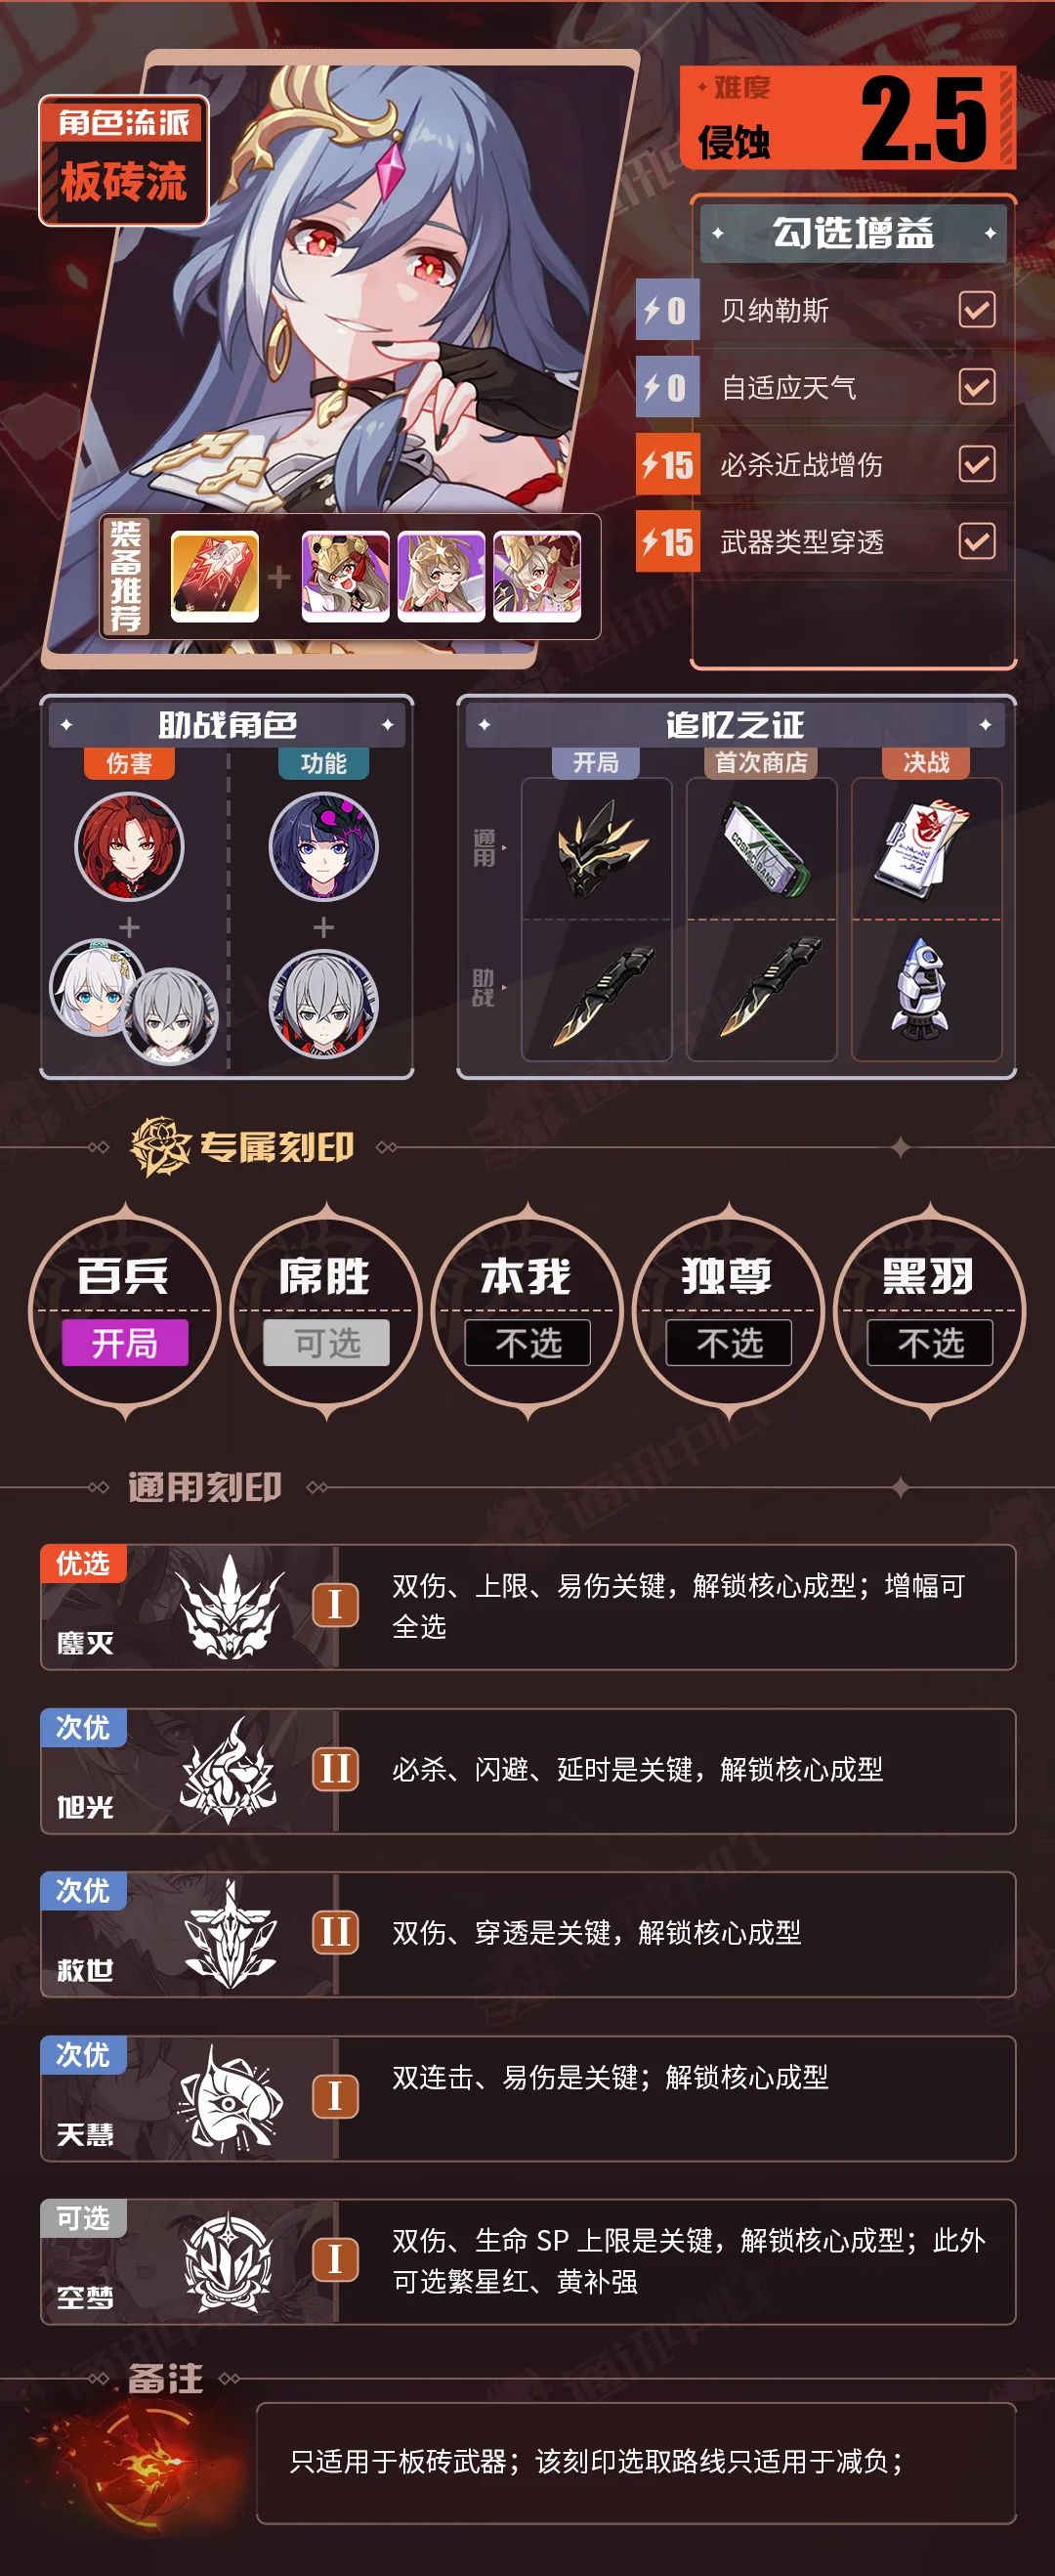 角色流派
板砖流
难度
侵蚀
2.5
勾选增益
0
贝纳勒斯
0
自适应天气
15
必杀近战增伤
15
武器类型穿透
装备推荐
助战角色
伤害
功能
追忆之证
开局
首次商店
决战
通用
COSMIC BAND
助战
专属刻印
百兵
开局
席胜
可选
本我
不选
独尊
不选
黑羽
不选
通用刻印
优选
鏖灭
I
双伤、上限、易伤关键，解锁核心成型；增幅可
全选
次优
旭光
II
必杀、闪避、延时是关键，解锁核心成型
次优
救世
II
双伤、穿透是关键，解锁核心成型
次优
天慧
I
双连击、易伤是关键；解锁核心成型
可选
空梦
I
双伤、生命 SP 上限是关键，解锁核心成型；此外
可选繁星红、黄补强
备注
只适用于板砖武器；该刻印选取路线只适用于减负；